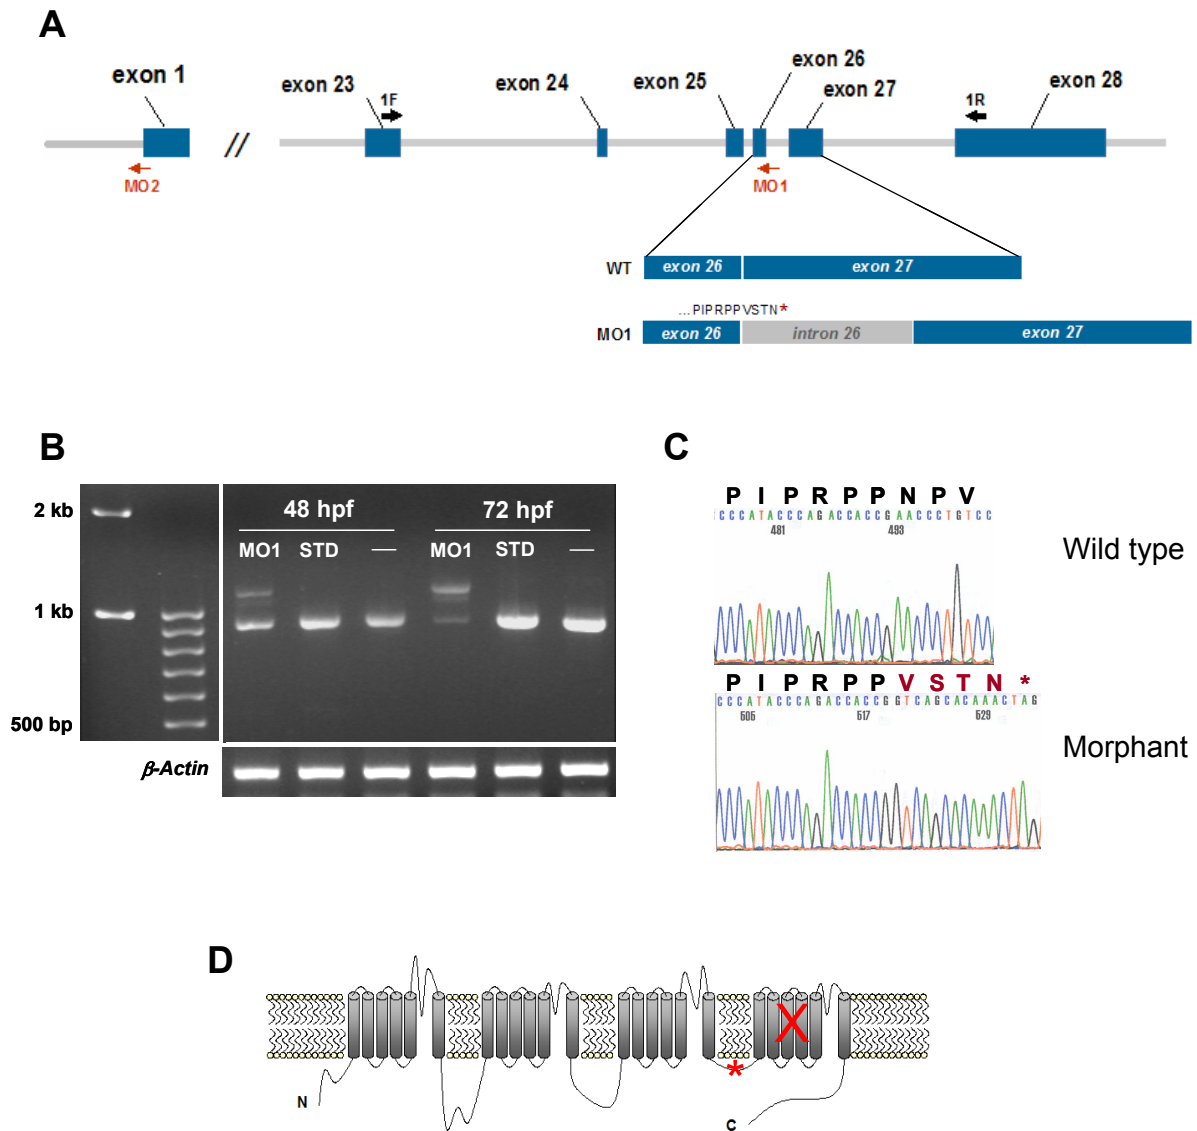 A
exon 1
exon 23
1F
exon 24
exon 25
exon 26
exon 27
1R
exon 28
//
MO2
MO1
WT
exon 26
exon 27
...PIPRPPVSTN*
MO1
exon 26
intron 26
exon 27
B
2 kb
1 kb
500 bp
48 hpf
72 hpf
MO1
STD
—
MO1
STD
—
β-Actin
C
P I P R P P N P V
CCCATACCCAGACCACCGAACCCTGTCC
481
493
Wild type
P I P R P P V S T N *
CCCATACCCAGACCACCGGTCAGCACAAACTAG
505
517
529
Morphant
D
N
X
*
C